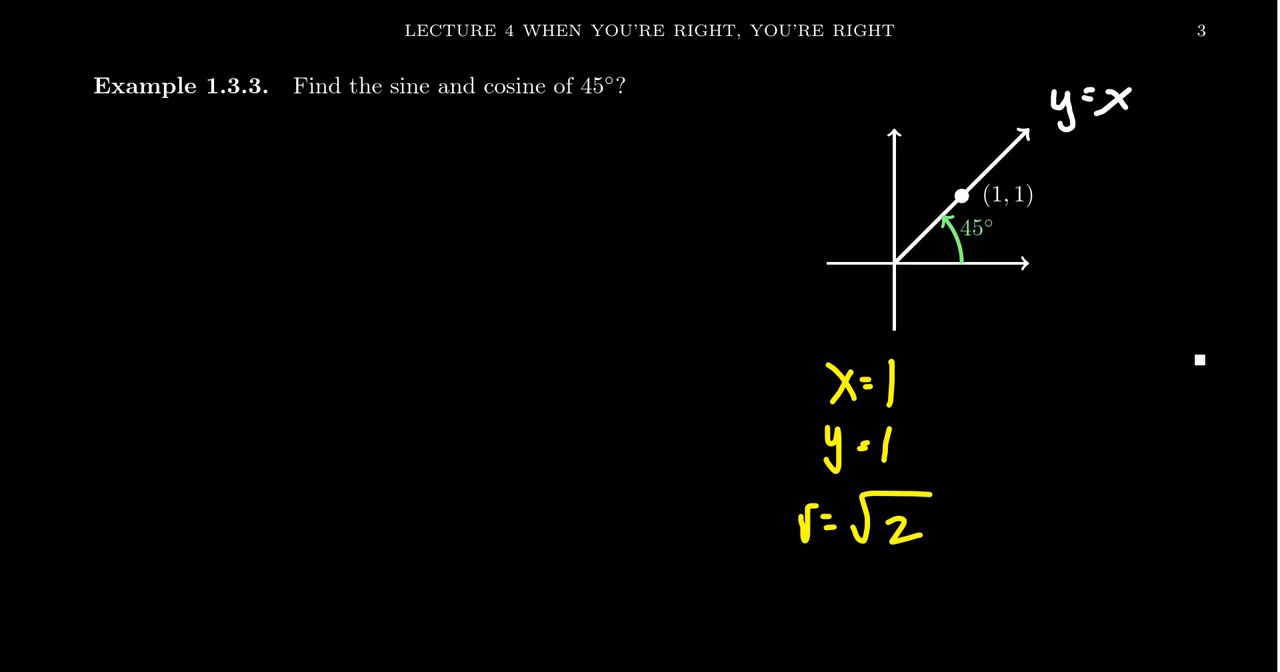 LECTURE 4 WHEN YOU'RE RIGHT, YOU'RE RIGHT 3
Example 1.3.3. Find the sine and cosine of 45°?
y=x
(1, 1)
45°
x=1
y=1
r=√2